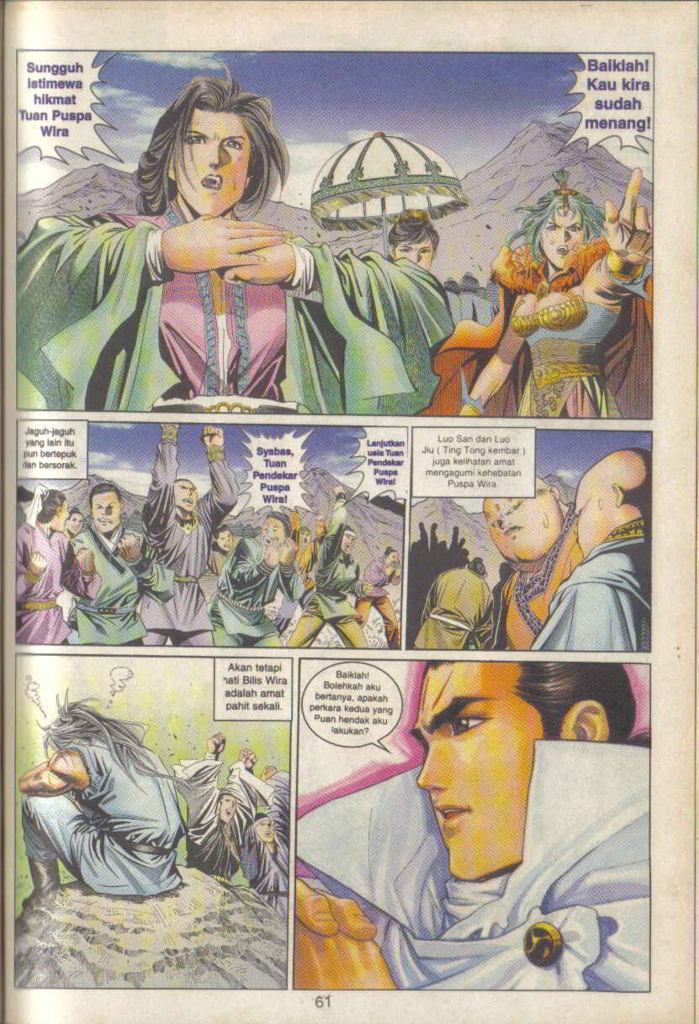 Sungguh
istimewa
hikmat
Tuan Puspa
Wira
Baiklah!
Kau kira
sudah
menang!
Jaguh-jaguh
yang lain itu
pun bertepuk
dan bersorak.
Syabas,
Tuan
Pendekar
Puspa
Wira!
Lanjutkan
usia Tuan
Pendekar
Puspa
Wira!
Luo San dan Luo
Jiu ( Ting Tong kembar )
juga kelihatan amat
mengagumi kehebatan
Puspa Wira.
Akan tetapi
hati Bilis Wira
adalah amat
pahit sekali.
Baiklah!
Bolehkah aku
bertanya, apakah
perkara kedua yang
Puan hendak aku
lakukan?
61